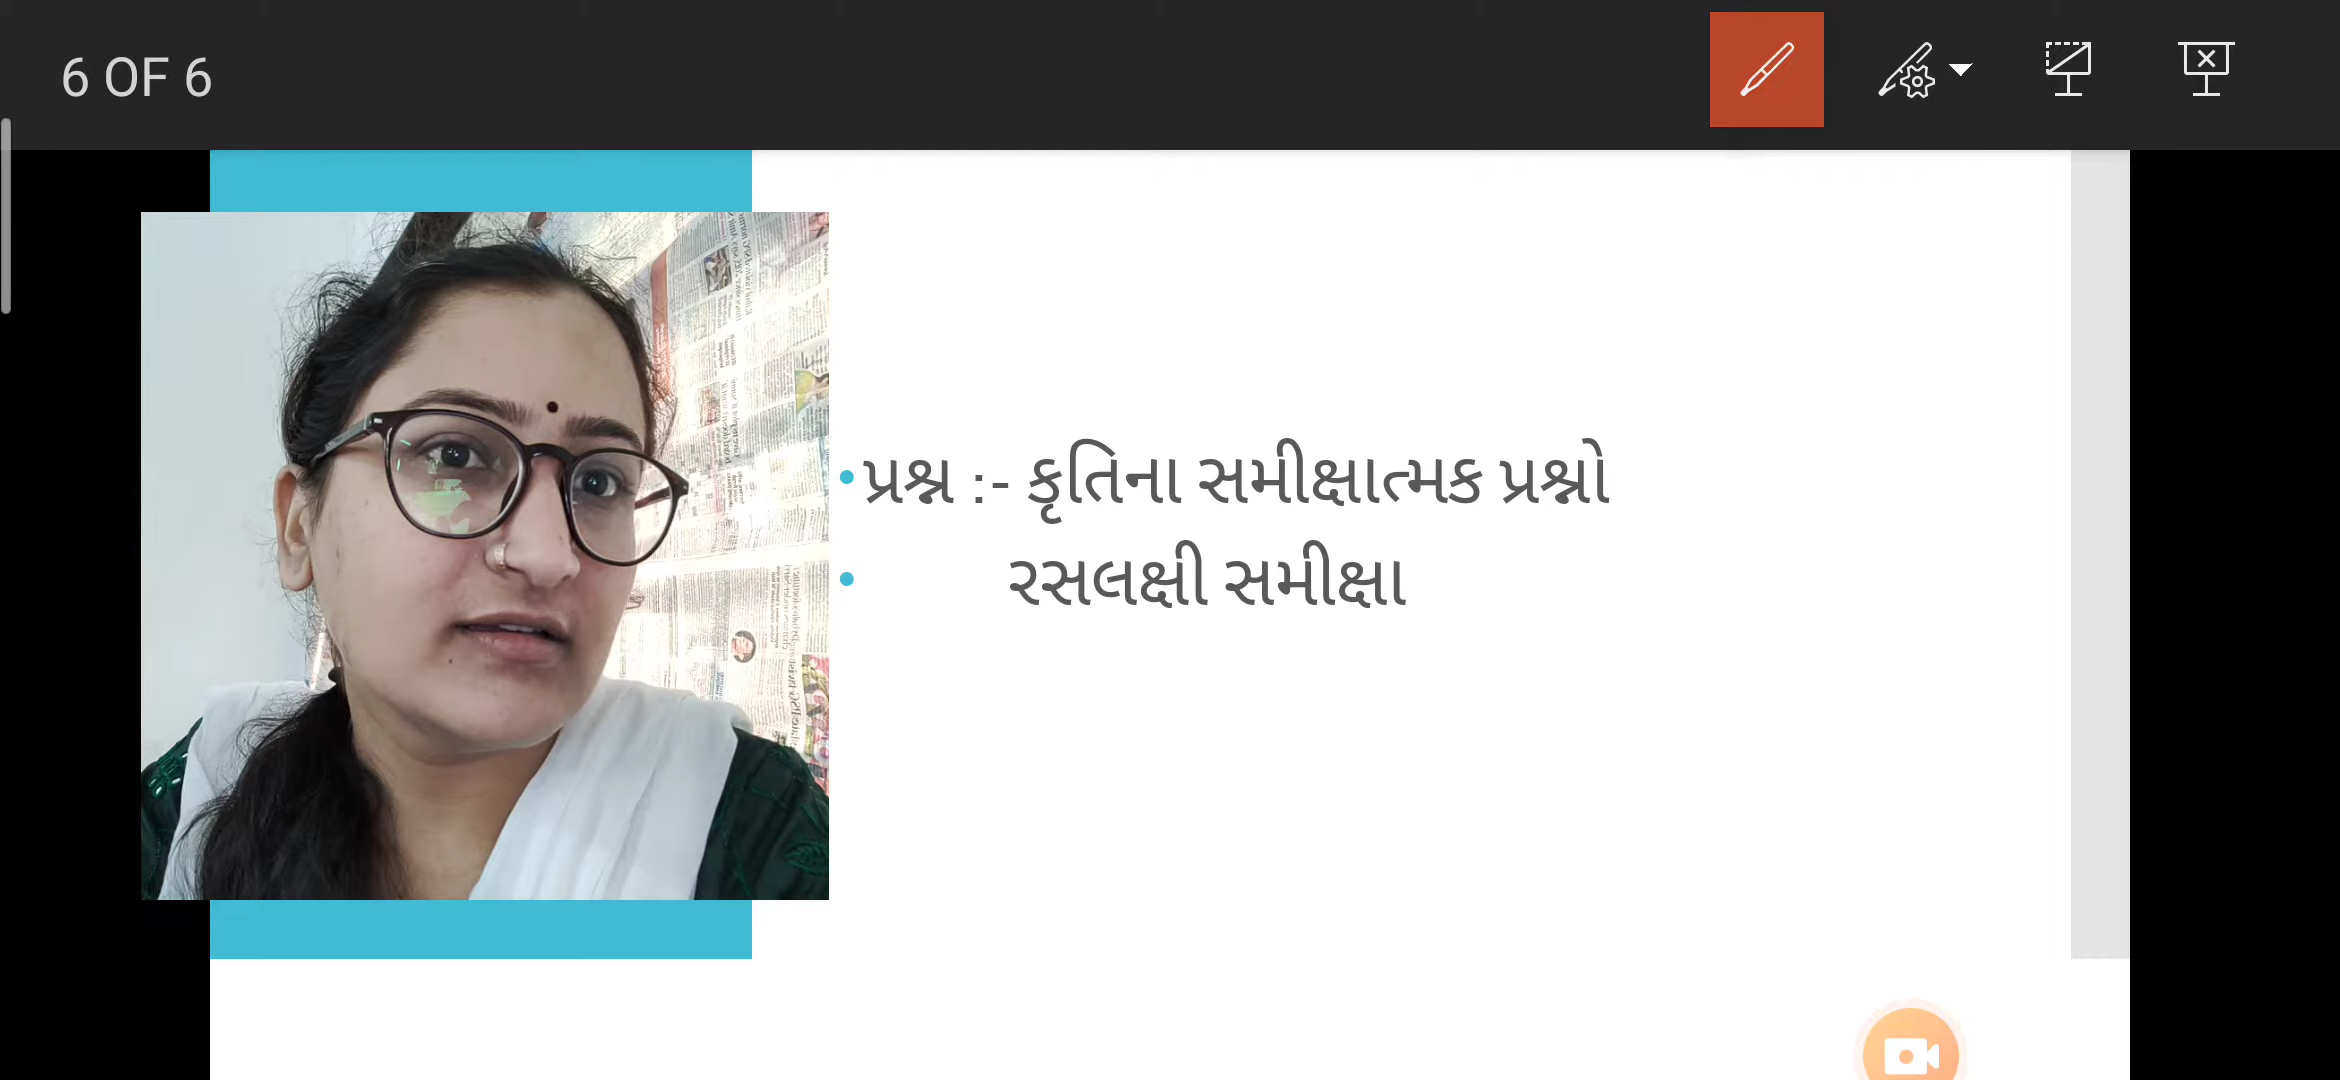 6 OF 6
•પ્રશ્ન :- કૃતિના સમીક્ષાત્મક પ્રશ્નો
• રસલક્ષી સમીક્ષા